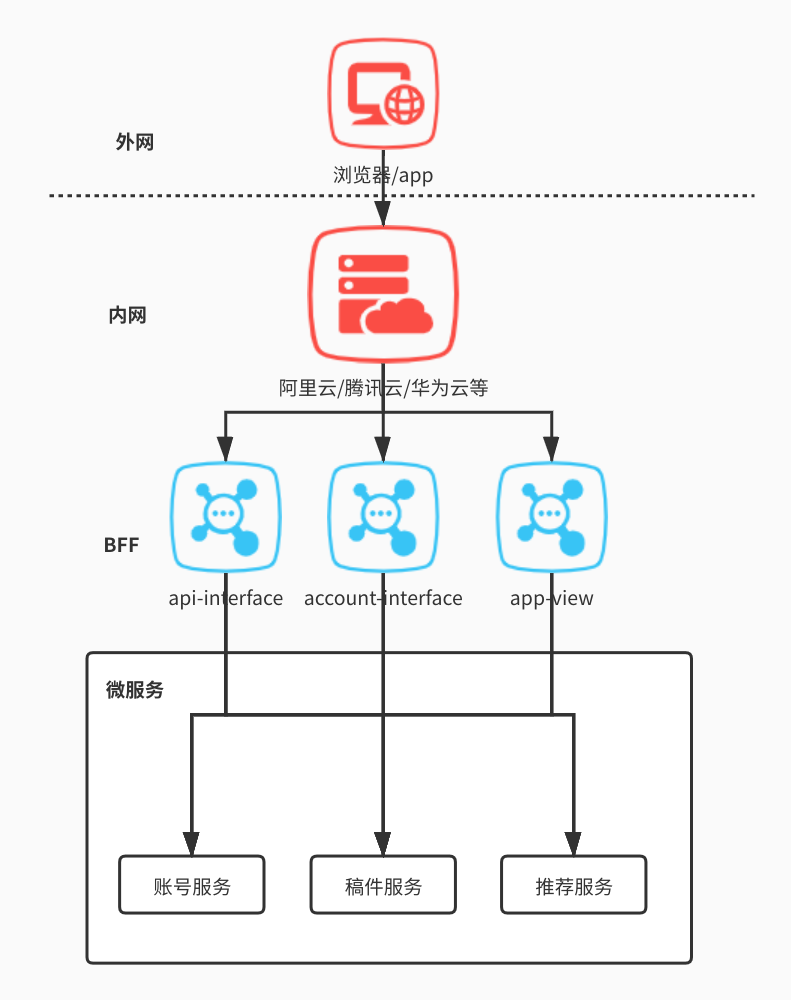 外网
浏览器/app
内网
阿里云/腾讯云/华为云等
BFF
api-interface
account-interface
app-view
微服务
账号服务
稿件服务
推荐服务